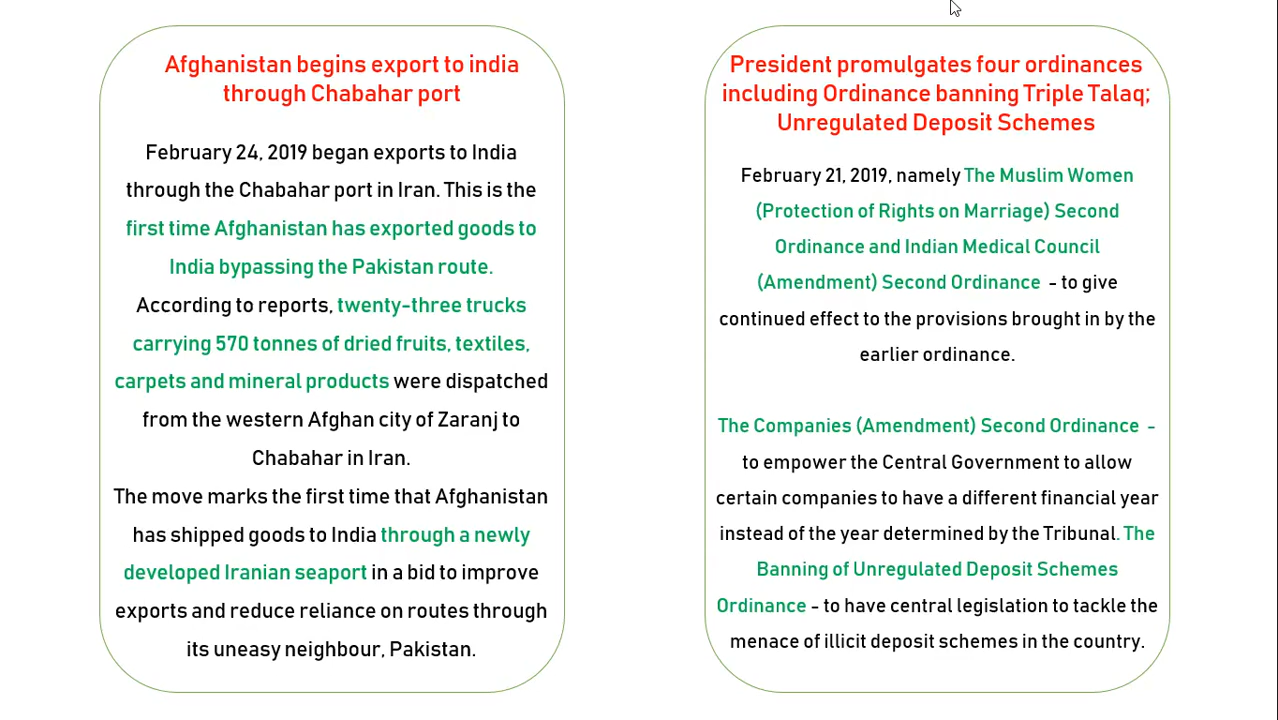 Afghanistan begins export to india
through Chabahar port
February 24, 2019 began exports to India
through the Chabahar port in Iran. This is the
first time Afghanistan has exported goods to
India bypassing the Pakistan route.
According to reports, twenty-three trucks
carrying 570 tonnes of dried fruits, textiles,
carpets and mineral products were dispatched
from the western Afghan city of Zaranj to
Chabahar in Iran.
The move marks the first time that Afghanistan
has shipped goods to India through a newly
developed Iranian seaport in a bid to improve
exports and reduce reliance on routes through
its uneasy neighbour, Pakistan.
President promulgates four ordinances
including Ordinance banning Triple Talaq;
Unregulated Deposit Schemes
February 21, 2019, namely The Muslim Women
(Protection of Rights on Marriage) Second
Ordinance and Indian Medical Council
(Amendment) Second Ordinance - to give
continued effect to the provisions brought in by the
earlier ordinance.
The Companies (Amendment) Second Ordinance -
to empower the Central Government to allow
certain companies to have a different financial year
instead of the year determined by the Tribunal. The
Banning of Unregulated Deposit Schemes
Ordinance - to have central legislation to tackle the
menace of illicit deposit schemes in the country.